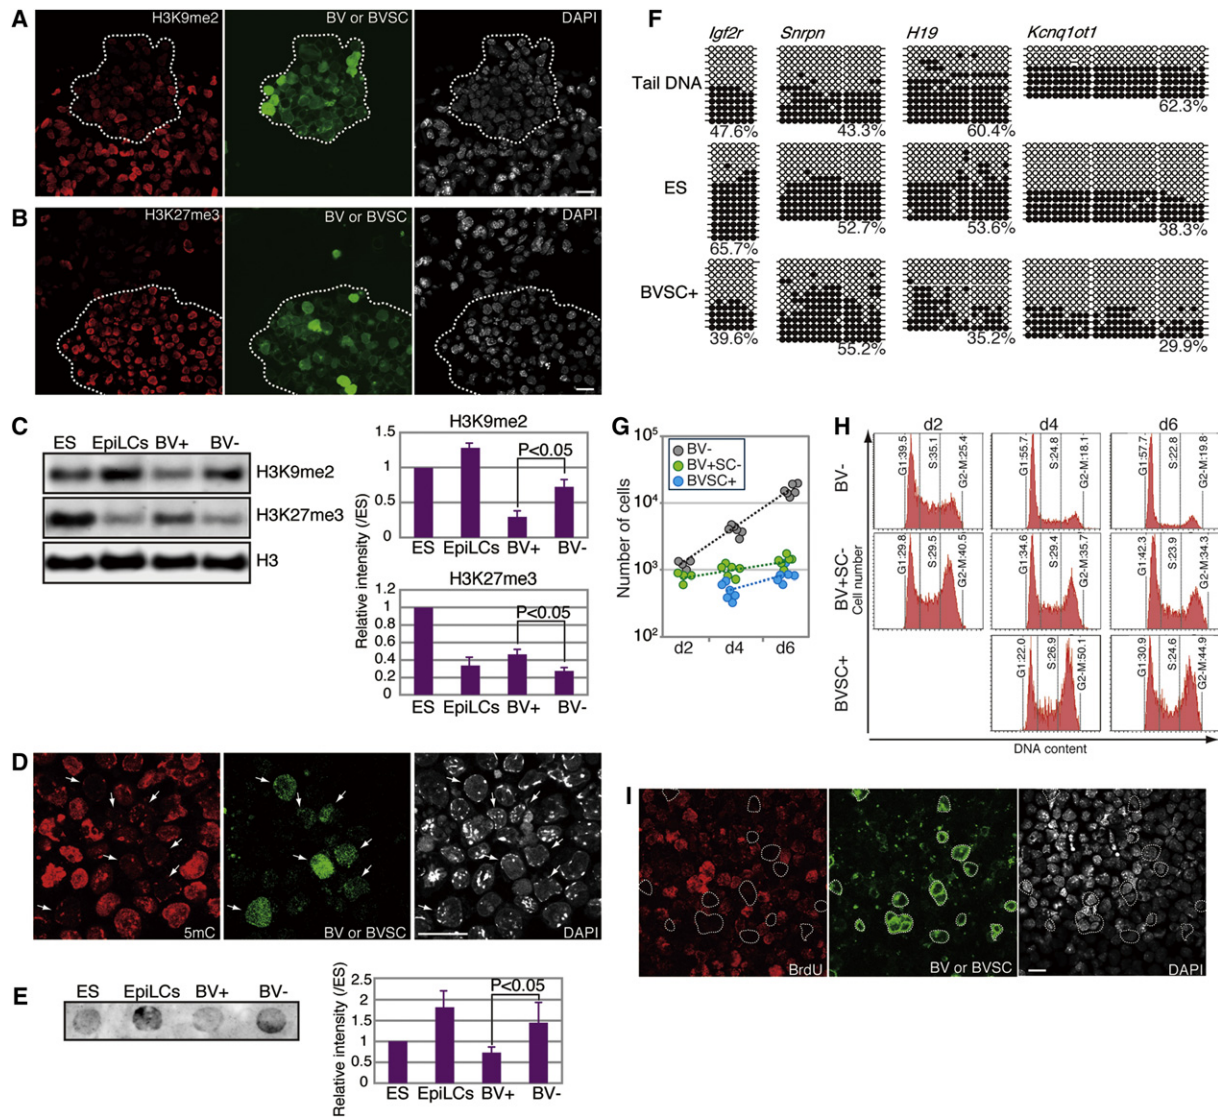 A
H3K9me2
BV or BVSC
DAPI
B
H3K27me3
BV or BVSC
DAPI
C
ES EpiLCs BV+ BV-
H3K9me2
H3K27me3
H3
H3K9me2
Relative intensity (/ES)
1.5
1
0.5
0
P<0.05
ES EpiLCs BV+ BV-
H3K27me3
1.2
1
0.8
0.6
0.4
0.2
0
P<0.05
ES EpiLCs BV+ BV-
D
5mC
BV or BVSC
DAPI
E
ES EpiLCs BV+ BV-
Relative intensity (/ES)
2.5
2
1.5
1
0.5
0
P<0.05
ES EpiLCs BV+ BV-
F
Igf2r Snrpn H19 Kcnq1ot1
Tail DNA
47.6% 43.3% 60.4% 62.3%
ES
65.7% 52.7% 53.6% 38.3%
BVSC+
39.6% 55.2% 35.2% 29.9%
G
Number of cells
10⁵
10⁴
10³
10²
BV-
BV+SC-
BVSC+
d2 d4 d6
H
d2 d4 d6
BV-
G1:39.5 S:35.1 G2-M:25.4
G1:55.7 S:24.8 G2-M:18.1
G1:57.7 S:22.8 G2-M:19.8
BV+SC-
Cell number
G1:29.8 S:29.5 G2-M:40.5
G1:34.6 S:29.4 G2-M:35.7
G1:42.3 S:23.9 G2-M:34.3
BVSC+
G1:22.0 S:26.9 G2-M:50.1
G1:30.9 S:24.6 G2-M:44.9
DNA content
I
BrdU
BV or BVSC
DAPI